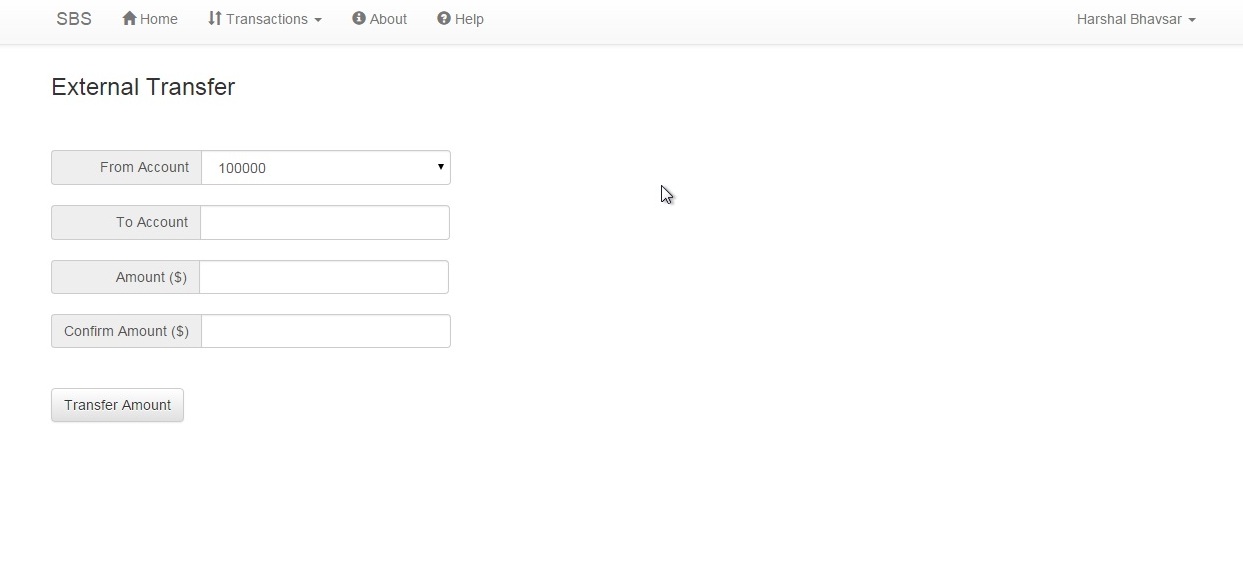 SBS Home Transactions About Help Harshal Bhavsar
External Transfer
From Account 100000
To Account
Amount ($)
Confirm Amount ($)
Transfer Amount